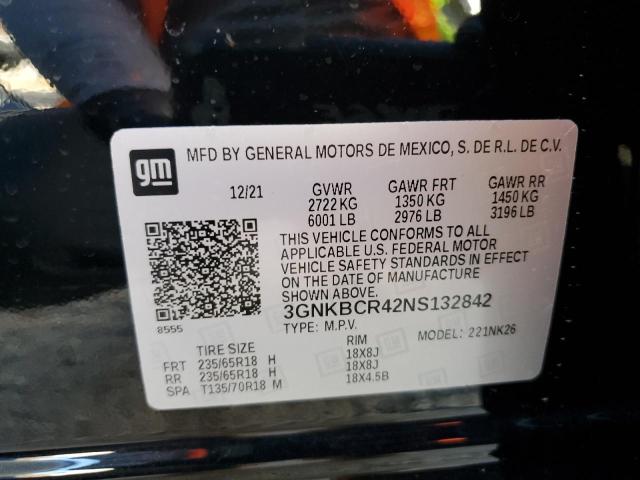 gm MFD BY GENERAL MOTORS DE MEXICO, S. DE R.L. DE C.V.
12/21 GVWR GAWR FRT GAWR RR
2722 KG 1350 KG 1450 KG
6001 LB 2976 LB 3196 LB
THIS VEHICLE CONFORMS TO ALL
APPLICABLE U.S. FEDERAL MOTOR
VEHICLE SAFETY STANDARDS IN EFFECT
ON THE DATE OF MANUFACTURE
SHOWN ABOVE.
8555 3GNKBCR42NS132842
TYPE: M.P.V. MODEL: 221NK26
TIRE SIZE RIM
FRT 235/65R18 H 18X8J
RR 235/65R18 H 18X8J
SPA T135/70R18 M 18X4.5B